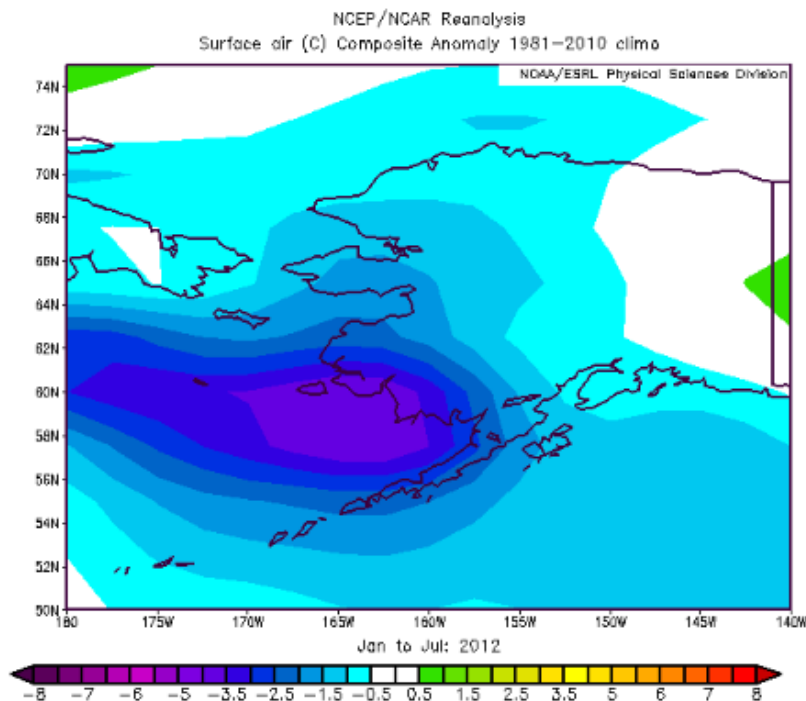 NCEP/NCAR Reanalysis
Surface air (C) Composite Anomaly 1981-2010 climo
NOAA/ESRL Physical Sciences Division
74N
72N
70N
68N
66N
64N
62N
60N
58N
56N
54N
52N
50N
180 175W 170W 165W 160W 155W 150W 145W 140W
Jan to Jul: 2012
-8 -7 -6 -5 -3.5 -2.5 -1.5 -0.5 0.5 1.5 2.5 3.5 5 6 7 8